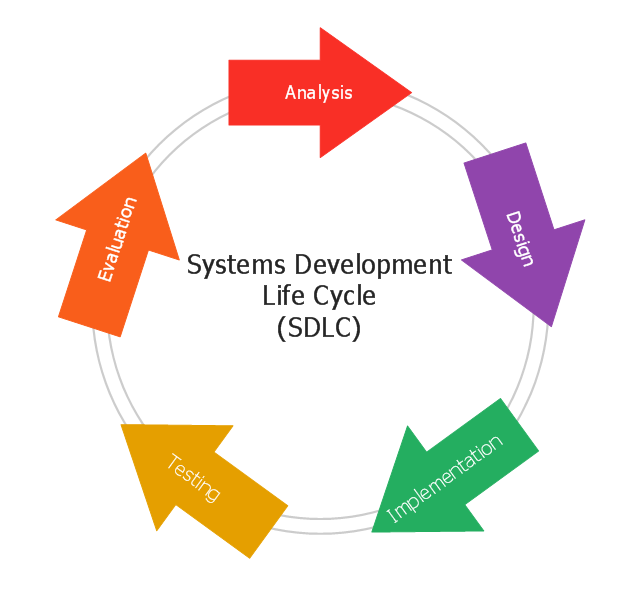 Analysis
Design
Implementation
Testing
Evaluation
Systems Development
Life Cycle
(SDLC)